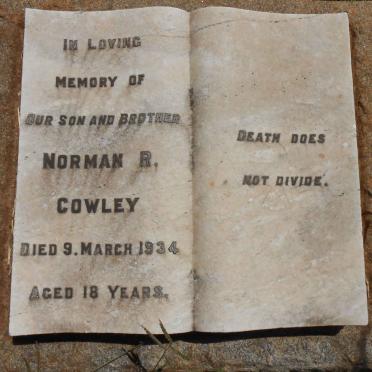 In Loving
Memory of
Our Son and Brother
Norman R.
Cowley
Died 9. March 1934
Aged 18 Years.
Death does
not divide.